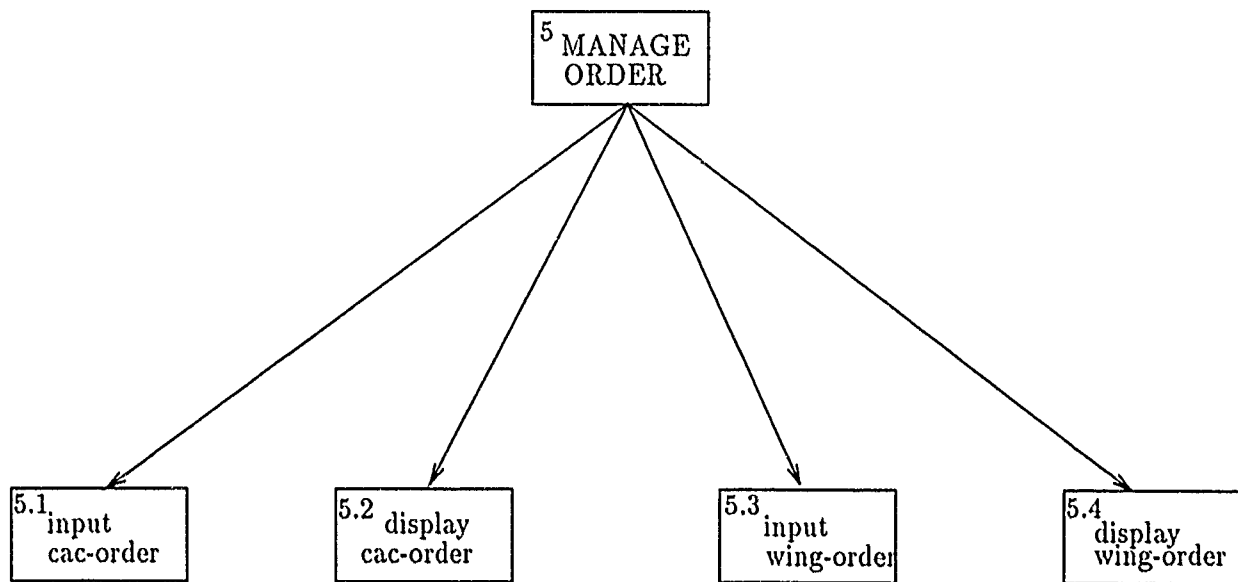 5 MANAGE
ORDER
5.1 input
cac-order
5.2 display
cac-order
5.3 input
wing-order
5.4 display
wing-order